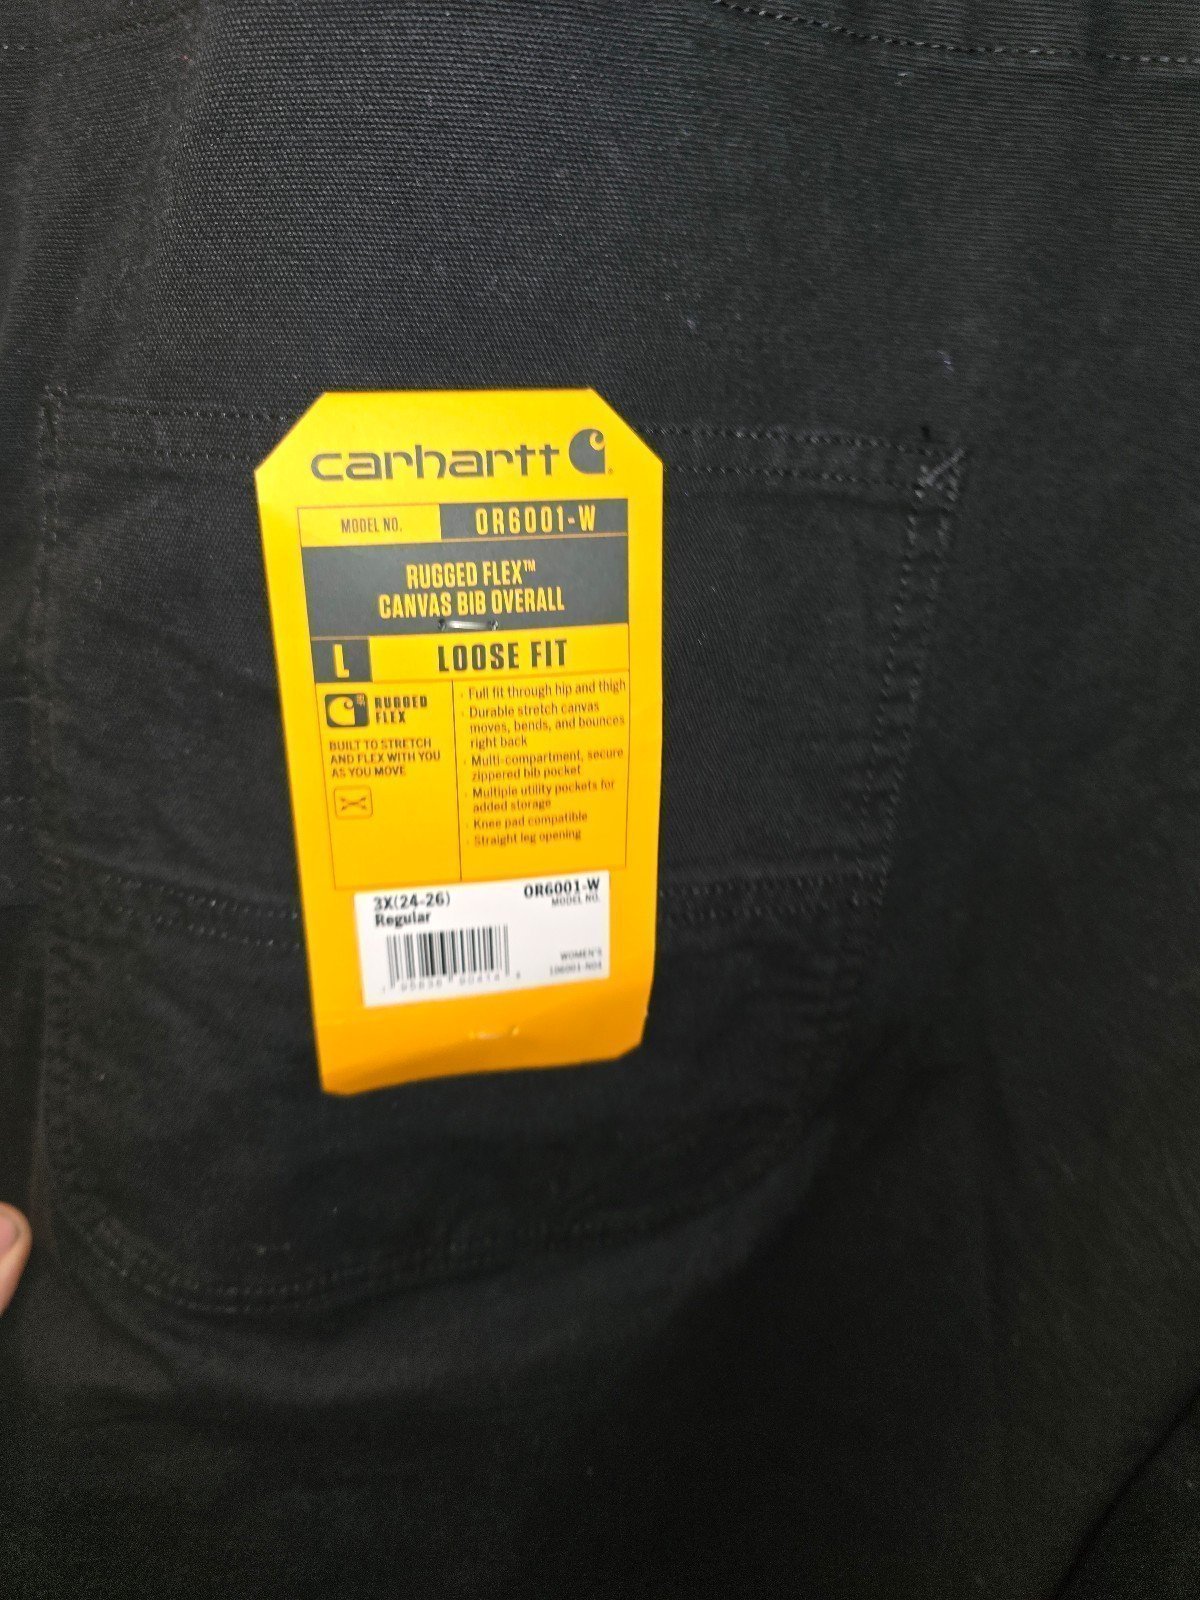 carhartt
MODEL NO. OR6001-W
RUGGED FLEX™
CANVAS BIB OVERALL
L LOOSE FIT
RUGGED
FLEX
BUILT TO STRETCH
AND FLEX WITH YOU
AS YOU MOVE
· Full fit through hip and thigh
· Durable stretch canvas
moves, bends, and bounces
right back
· Multi-compartment, secure
zippered bib pocket
· Multiple utility pockets for
added storage
· Knee pad compatible
· Straight leg opening
3X(24-26)
Regular
OR6001-W
MODEL NO.
WOMEN'S
106001-N04